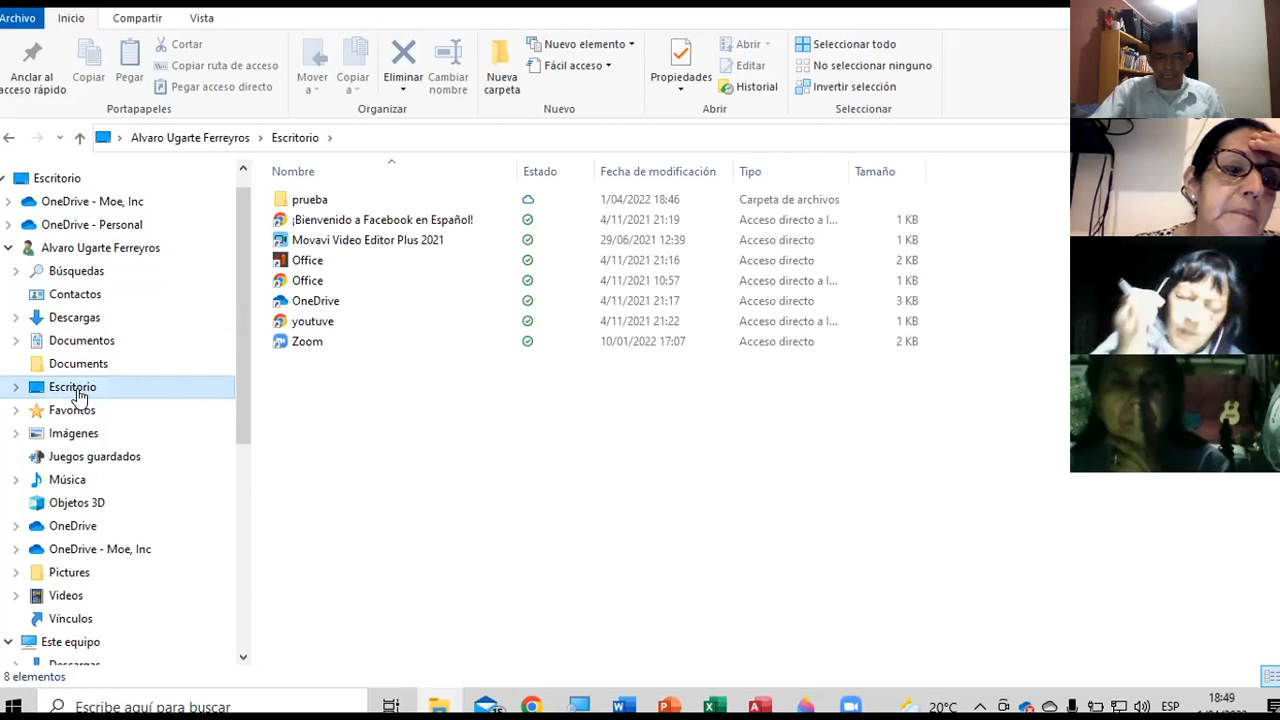 Archivo Inicio Compartir Vista
Anclar al acceso rápido
Copiar
Pegar
Cortar
Copiar ruta de acceso
Pegar acceso directo
Portapapeles
Mover a
Copiar a
Eliminar
Cambiar nombre
Organizar
Nueva carpeta
Nuevo elemento
Fácil acceso
Nuevo
Propiedades
Abrir
Editar
Historial
Abrir
Seleccionar todo
No seleccionar ninguno
Invertir selección
Seleccionar
Alvaro Ugarte Ferreyros > Escritorio >
Escritorio
OneDrive - Moe, Inc
OneDrive - Personal
Alvaro Ugarte Ferreyros
Búsquedas
Contactos
Descargas
Documentos
Documents
Escritorio
Favoritos
Imágenes
Juegos guardados
Música
Objetos 3D
OneDrive
OneDrive - Moe, Inc
Pictures
Videos
Vínculos
Este equipo
Descargas
Nombre Estado Fecha de modificación Tipo Tamaño
prueba 1/04/2022 18:46 Carpeta de archivos
¡Bienvenido a Facebook en Español! 4/11/2021 21:19 Acceso directo a I... 1 KB
Movavi Video Editor Plus 2021 29/06/2021 12:39 Acceso directo 1 KB
Office 4/11/2021 21:16 Acceso directo 2 KB
Office 4/11/2021 10:57 Acceso directo a I... 1 KB
OneDrive 4/11/2021 21:17 Acceso directo 3 KB
youtuve 4/11/2021 21:22 Acceso directo a I... 1 KB
Zoom 10/01/2022 17:07 Acceso directo 2 KB
8 elementos
Escribe aquí para buscar
15
20°C
ESP
18:49